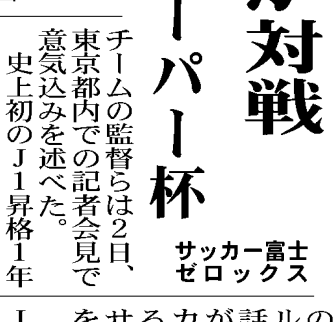 対戦
ーパー杯
サッカー富士
ゼロックス
チームの監督らは2日、
東京都内での記者会見で
意気込みを述べた。
史上初のJ1昇格1年